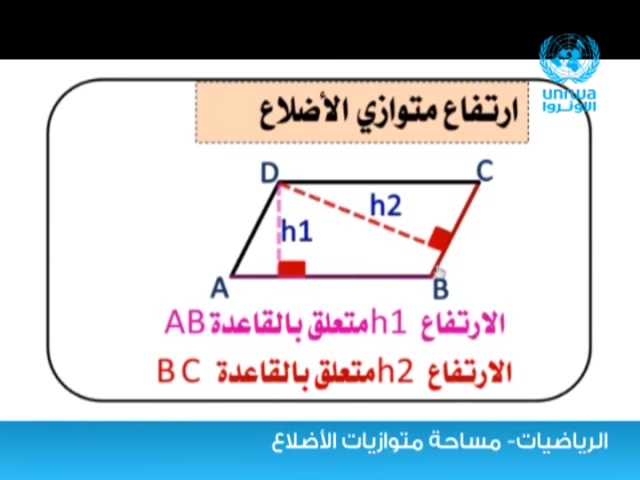 unrwa
الأونروا
ارتفاع متوازي الأضلاع
D
C
h2
h1
A
B
الارتفاع h1 متعلق بالقاعدة AB
الارتفاع h2 متعلق بالقاعدة BC
الرياضيات- مساحة متوازيات الأضلاع